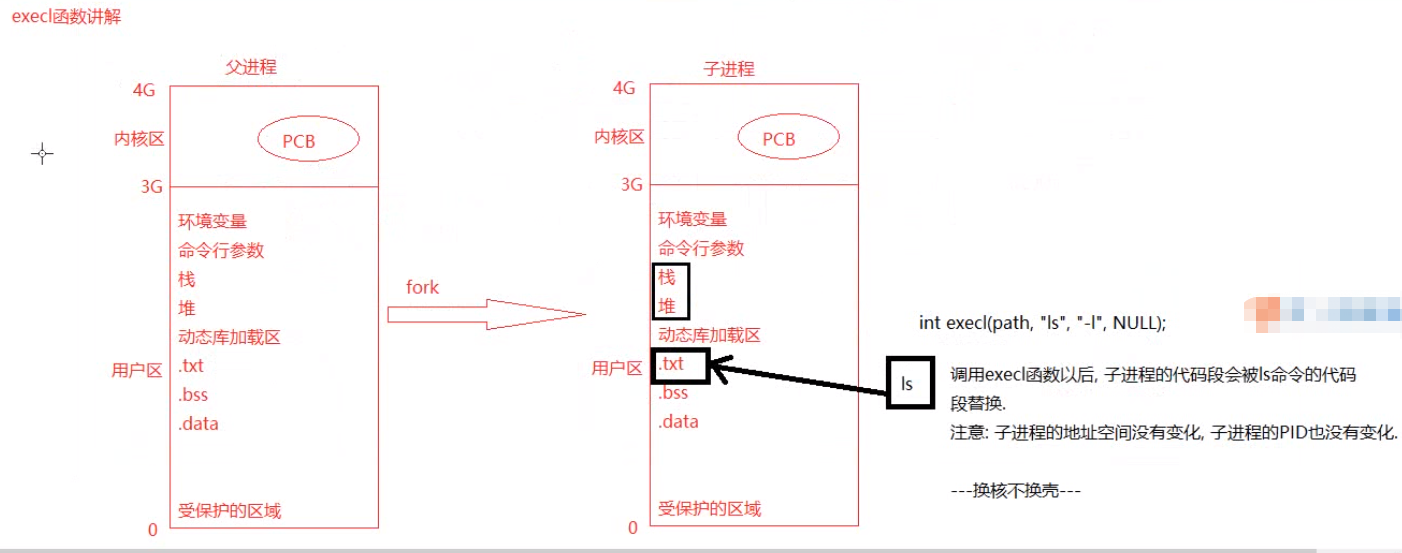 execl函数讲解
父进程
4G
内核区
PCB
3G
环境变量
命令行参数
栈
堆
动态库加载区
用户区
.txt
.bss
.data
受保护的区域
0
fork
子进程
4G
内核区
PCB
3G
环境变量
命令行参数
栈
堆
动态库加载区
用户区
.txt
.bss
.data
受保护的区域
0
int execl(path, "ls", "-l", NULL);
ls
调用execl函数以后, 子进程的代码段会被ls命令的代码
段替换.
注意: 子进程的地址空间没有变化, 子进程的PID也没有变化.
---换核不换壳---